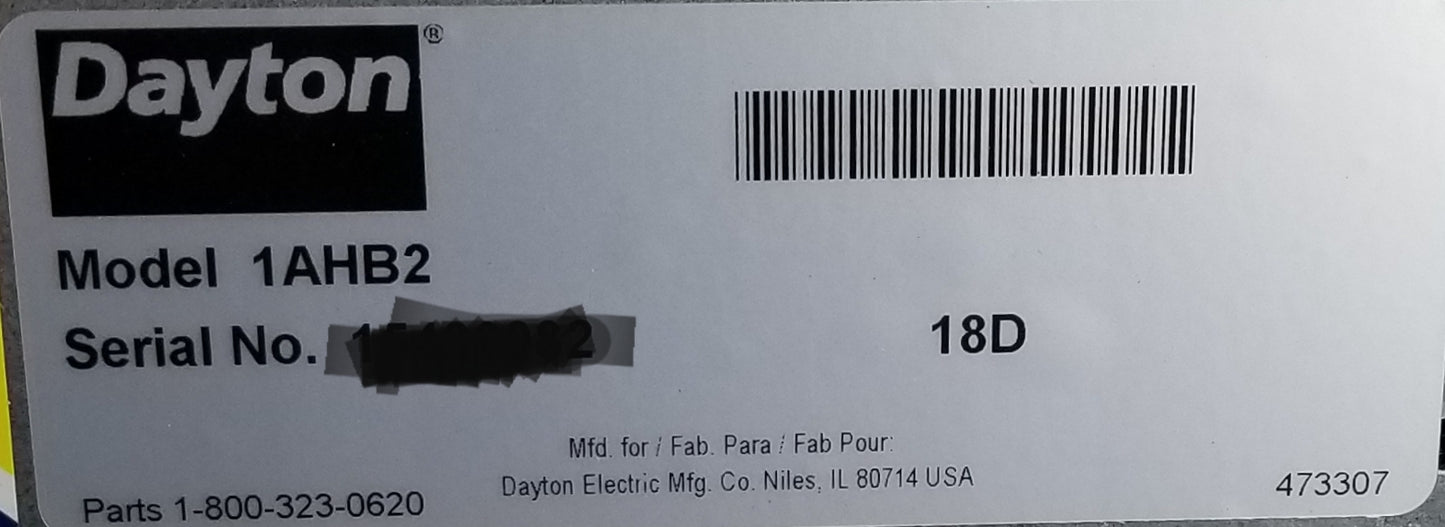 Dayton®
Model 1AHB2
Serial No.
18D
Mfd. for / Fab. Para / Fab Pour:
Dayton Electric Mfg. Co. Niles, IL 80714 USA
Parts 1-800-323-0620
473307